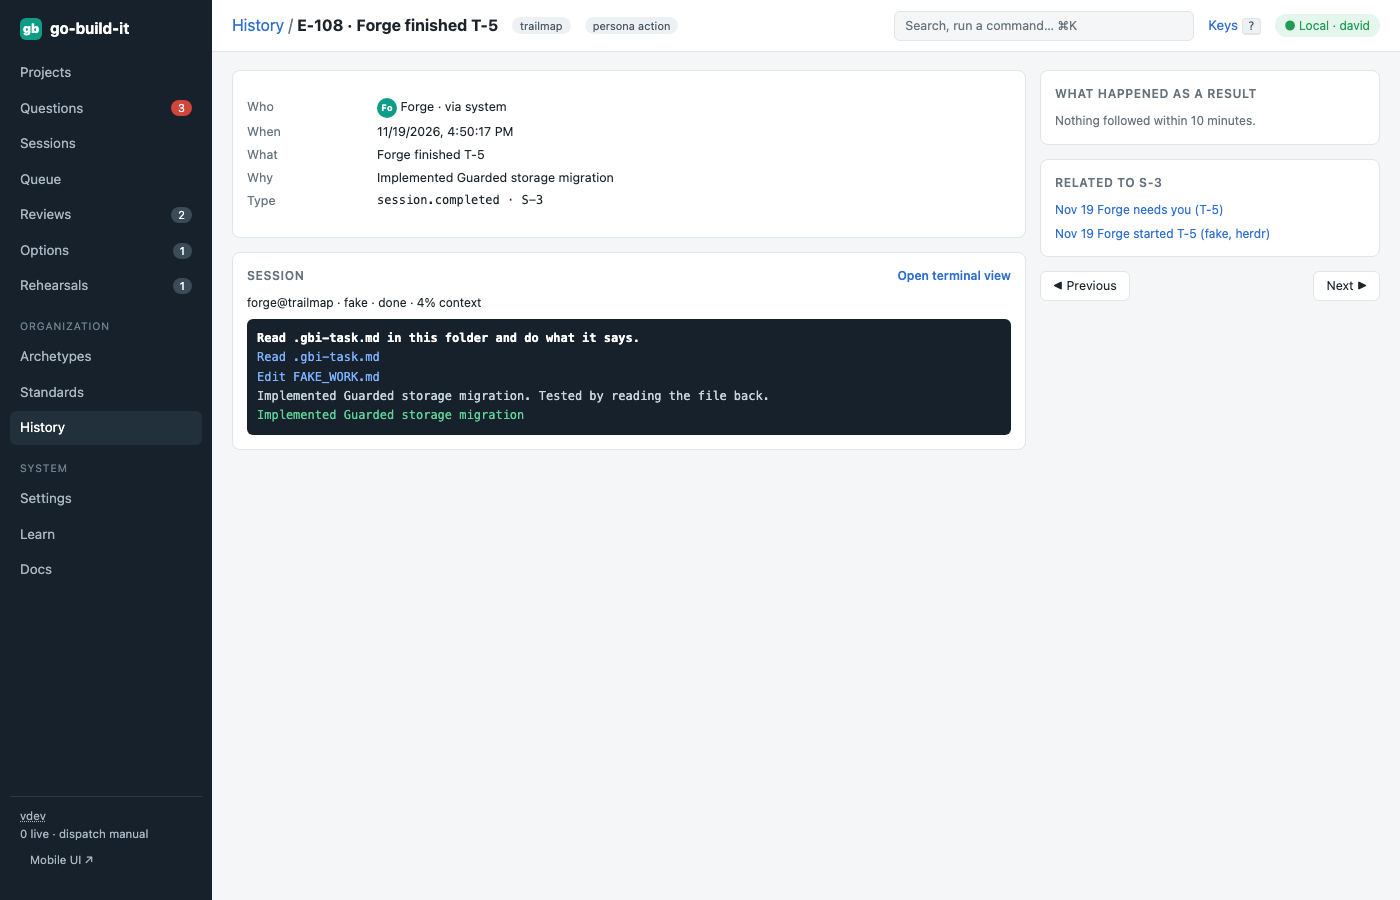 gb go-build-it
Projects
Questions 3
Sessions
Queue
Reviews 2
Options 1
Rehearsals 1
ORGANIZATION
Archetypes
Standards
History
SYSTEM
Settings
Learn
Docs
vdev
0 live · dispatch manual
Mobile UI ↗
History / E-108 · Forge finished T-5 trailmap persona action
Search, run a command... ⌘K
Keys ?
Local · david
Who Fo Forge · via system
When 11/19/2026, 4:50:17 PM
What Forge finished T-5
Why Implemented Guarded storage migration
Type session.completed · S-3
SESSION Open terminal view
forge@trailmap · fake · done · 4% context
Read .gbi-task.md in this folder and do what it says.
Read .gbi-task.md
Edit FAKE_WORK.md
Implemented Guarded storage migration. Tested by reading the file back.
Implemented Guarded storage migration
WHAT HAPPENED AS A RESULT
Nothing followed within 10 minutes.
RELATED TO S-3
Nov 19 Forge needs you (T-5)
Nov 19 Forge started T-5 (fake, herdr)
◀ Previous Next ▶